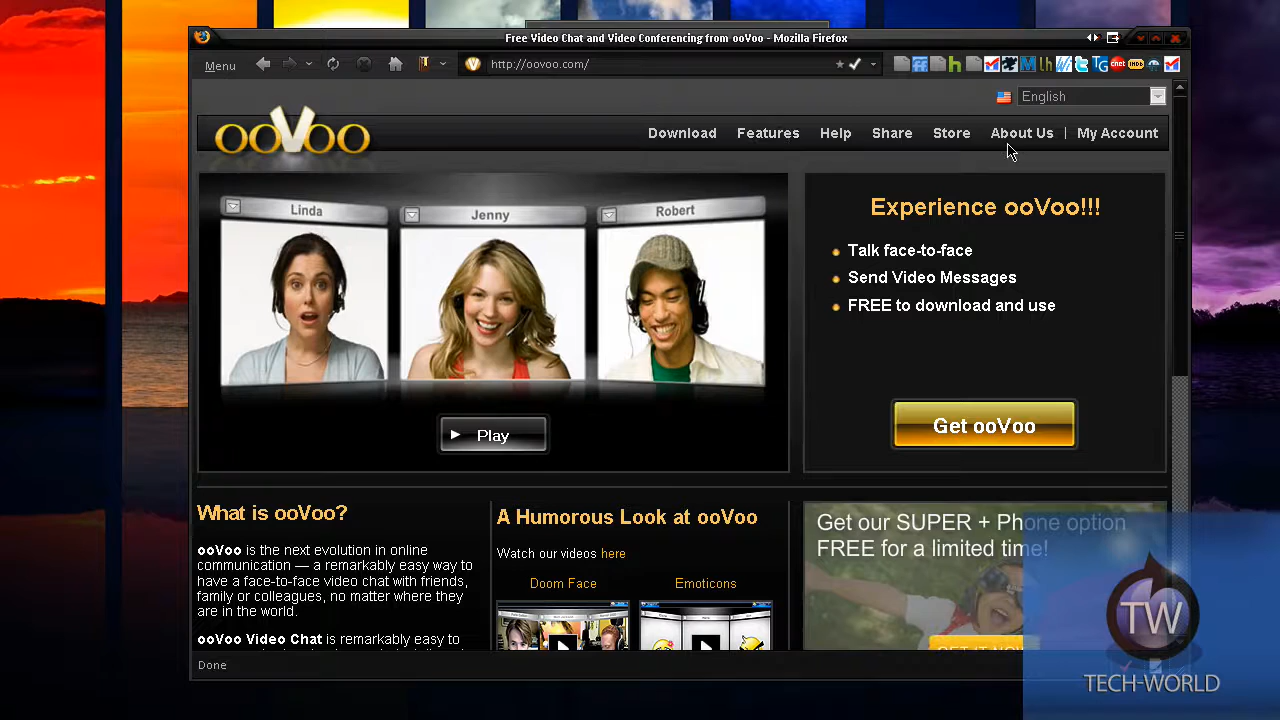 Free Video Chat and Video Conferencing from ooVoo - Mozilla Firefox
Menu
http://oovoo.com/
English
ooVoo
Download Features Help Share Store About Us | My Account
Linda
Jenny
Robert
Play
Experience ooVoo!!!
Talk face-to-face
Send Video Messages
FREE to download and use
Get ooVoo
What is ooVoo?
ooVoo is the next evolution in online
communication — a remarkably easy way to
have a face-to-face video chat with friends,
family or colleagues, no matter where they
are in the world.
ooVoo Video Chat is remarkably easy to
A Humorous Look at ooVoo
Watch our videos here
Doom Face
Emoticons
Get our SUPER + Phone option
FREE for a limited time!
GET IT NOW
Done
TW
TECH-WORLD